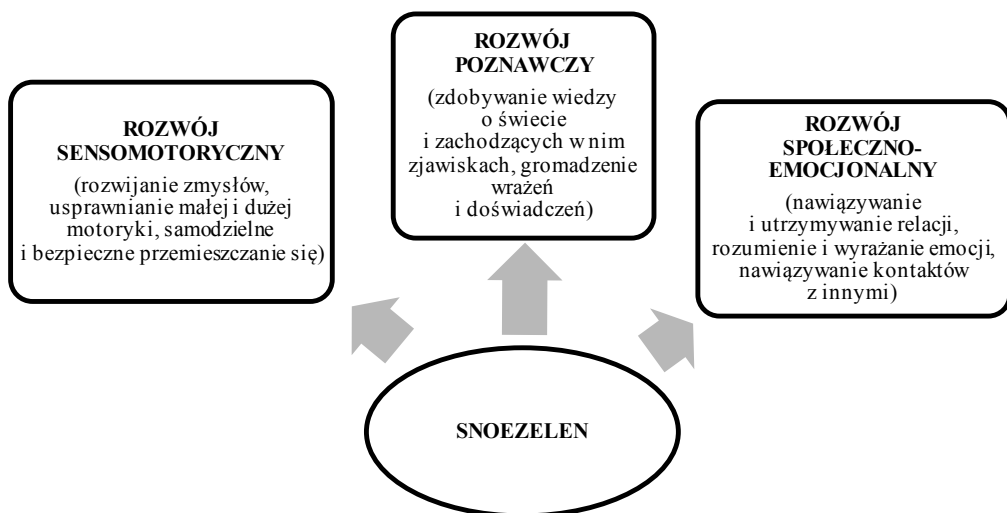 ROZWÓJ
SENSOMOTORYCZNY
(rozwijanie zmysłów,
usprawnianie małej i dużej
motoryki, samodzielne
i bezpieczne przemieszczanie się)
ROZWÓJ
POZNAWCZY
(zdobywanie wiedzy
o świecie
i zachodzących w nim
zjawiskach, gromadzenie
wrażeń
i doświadczeń)
ROZWÓJ
SPOŁECZNO-
EMOCJONALNY
(nawiązywanie
i utrzymywanie relacji,
rozumienie i wyrażanie emocji,
nawiązywanie kontaktów
z innymi)
SNOEZELEN